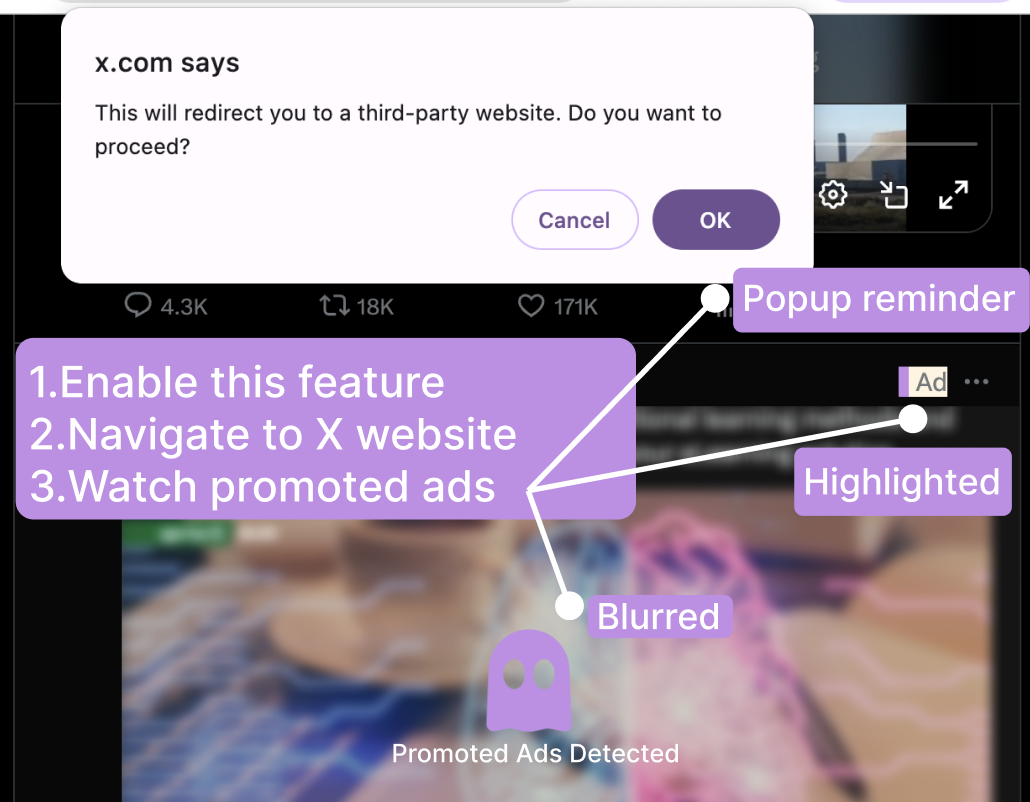 x.com says
This will redirect you to a third-party website. Do you want to
proceed?
Cancel
OK
4.3K
18K
171K
Popup reminder
1.Enable this feature
2.Navigate to X website
3.Watch promoted ads
Ad
Highlighted
Blurred
Promoted Ads Detected